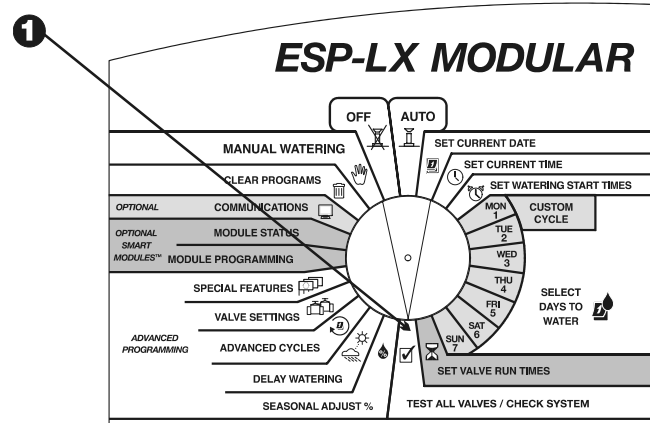 1
ESP-LX MODULAR
OFF
AUTO
MANUAL WATERING
SET CURRENT DATE
CLEAR PROGRAMS
SET CURRENT TIME
SET WATERING START TIMES
OPTIONAL
COMMUNICATIONS
MON
1
CUSTOM
CYCLE
OPTIONAL
SMART
MODULES™
MODULE STATUS
MODULE PROGRAMMING
TUE
2
WED
3
THU
4
FRI
5
SAT
6
SUN
7
SELECT
DAYS TO
WATER
1
SPECIAL FEATURES
VALVE SETTINGS
ADVANCED
PROGRAMMING
ADVANCED CYCLES
DELAY WATERING
SEASONAL ADJUST %
%
SET VALVE RUN TIMES
TEST ALL VALVES / CHECK SYSTEM